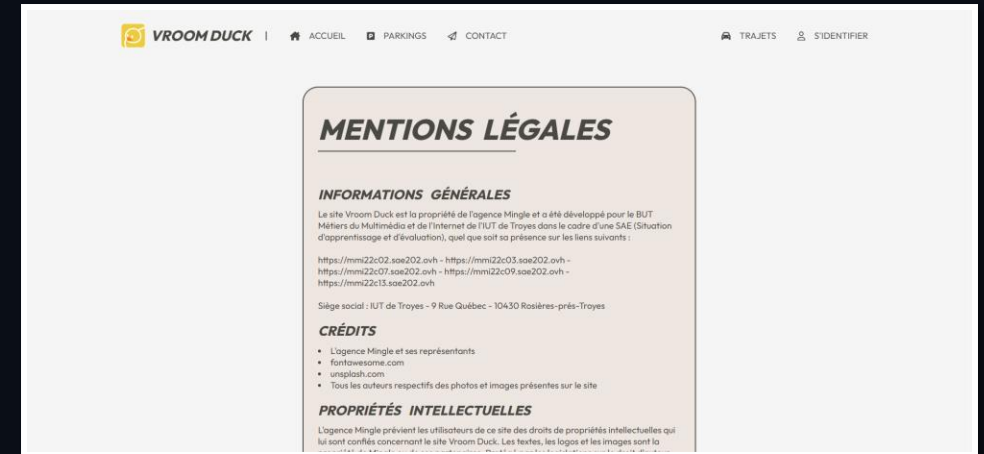 VROOM DUCK | ACCUEIL PARKINGS CONTACT TRAJETS S'IDENTIFIER
MENTIONS LÉGALES
INFORMATIONS GÉNÉRALES
Le site Vroom Duck est la propriété de l'agence Mingle et a été développé pour le BUT
Métiers du Multimédia et de l'Internet de l'IUT de Troyes dans le cadre d'une SAE (Situation
d'apprentissage et d'évaluation), quel que soit sa présence sur les liens suivants :
https://mmi22c02.sae202.ovh - https://mmi22c03.sae202.ovh -
https://mmi22c07.sae202.ovh - https://mmi22c09.sae202.ovh -
https://mmi22c13.sae202.ovh
Siège social : IUT de Troyes - 9 Rue Québec - 10430 Rosières-près-Troyes
CRÉDITS
• L'agence Mingle et ses représentants
• fontawesome.com
• unsplash.com
• Tous les auteurs respectifs des photos et images présentes sur le site
PROPRIÉTÉS INTELLECTUELLES
L'agence Mingle prévient les utilisateurs de ce site des droits de propriétés intellectuelles qui
lui sont confiés concernant le site Vroom Duck. Les textes, les logos et les images sont la